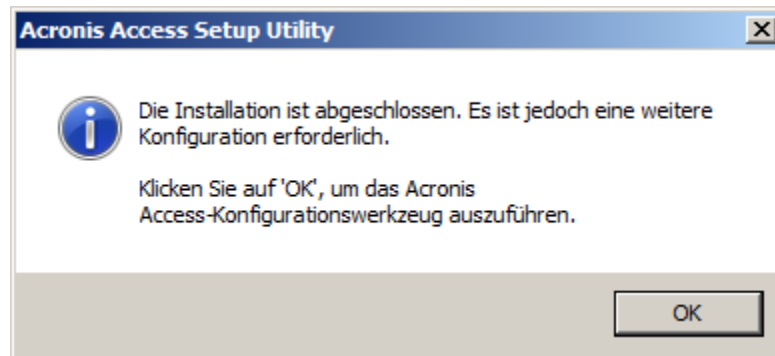 Acronis Access Setup Utility
Die Installation ist abgeschlossen. Es ist jedoch eine weitere
Konfiguration erforderlich.
Klicken Sie auf 'OK', um das Acronis
Access-Konfigurationswerkzeug auszuführen.
OK